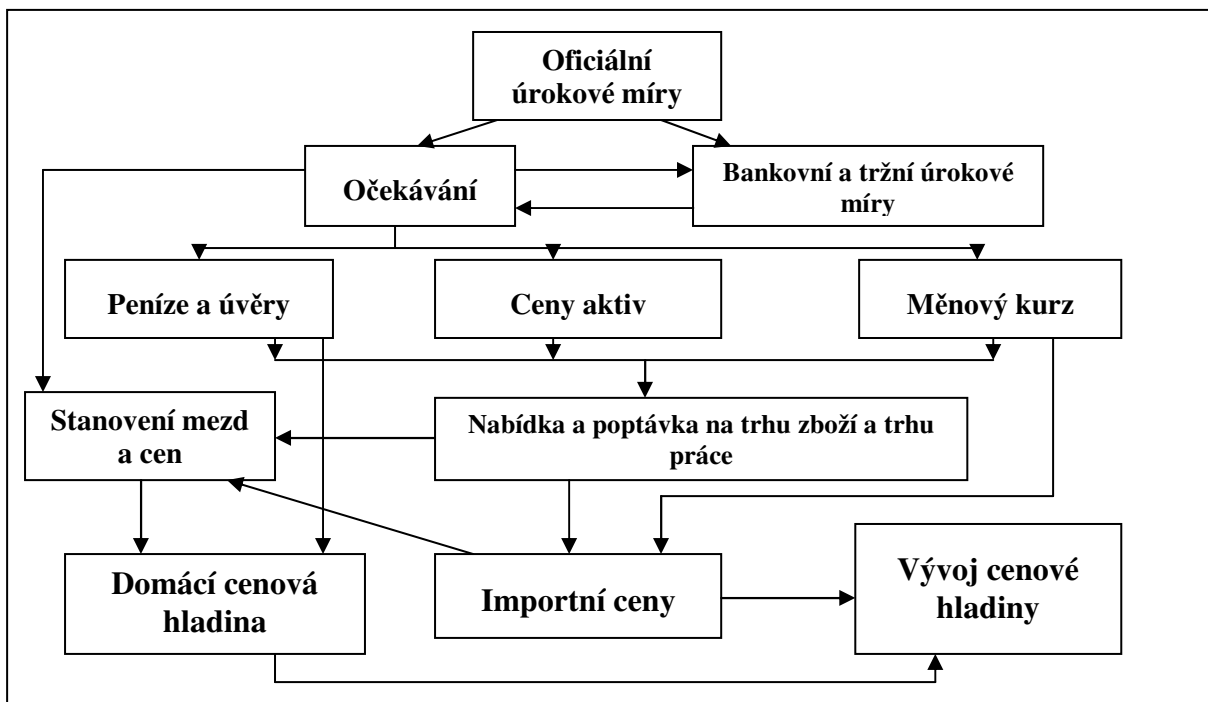 Oficiální
úrokové míry
Očekávání
Bankovní a tržní úrokové
míry
Peníze a úvěry
Ceny aktiv
Měnový kurz
Stanovení mezd
a cen
Nabídka a poptávka na trhu zboží a trhu
práce
Domácí cenová
hladina
Importní ceny
Vývoj cenové
hladiny